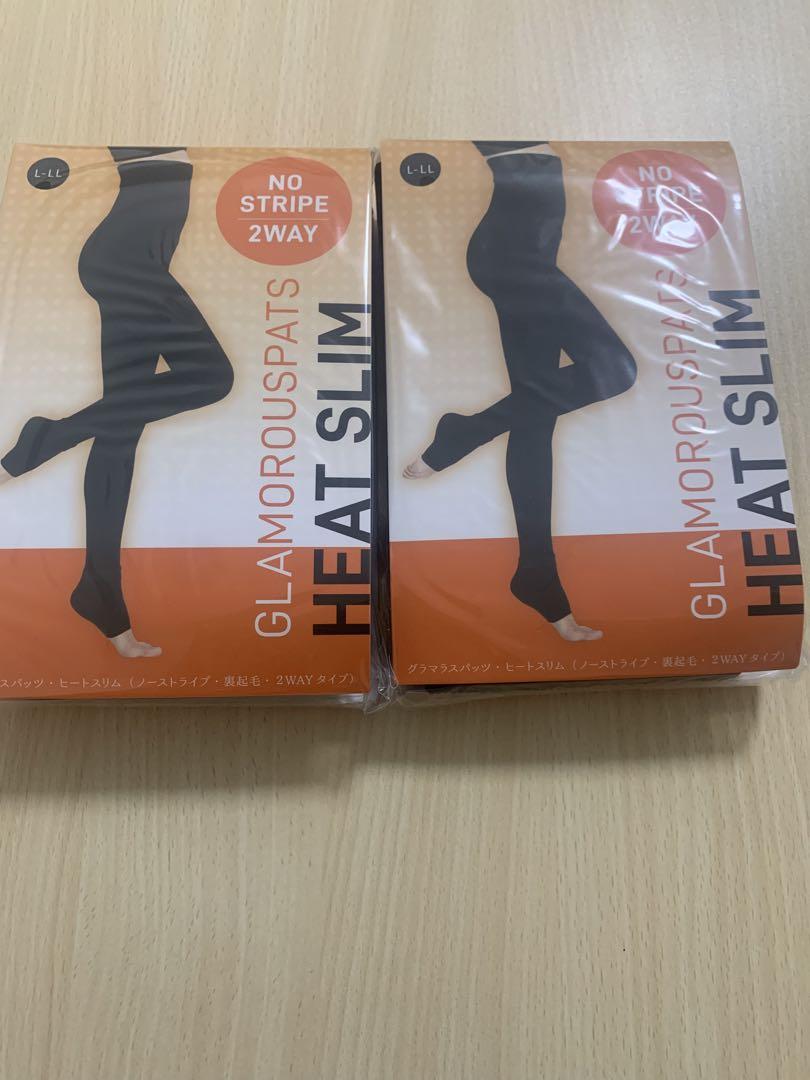 L-LL
NO
STRIPE
2WAY
GLAMOROUSPATS
HEAT SLIM
スパッツ・ヒートスリム(ノーストライプ・裏起毛・2WAYタイプ)
L-LL
NO
STRIPE
2WAY
GLAMOROUSPATS
HEAT SLIM
グラマラスパッツ・ヒートスリム(ノーストライプ・裏起毛・2WAYタイプ)